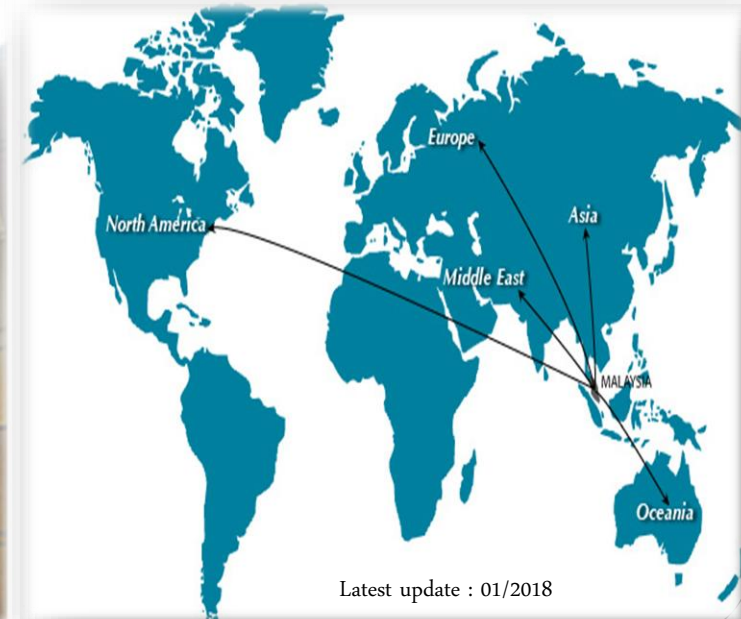 Europe
Asia
North America
Middle East
MALAYSIA
Oceania
Latest update : 01/2018